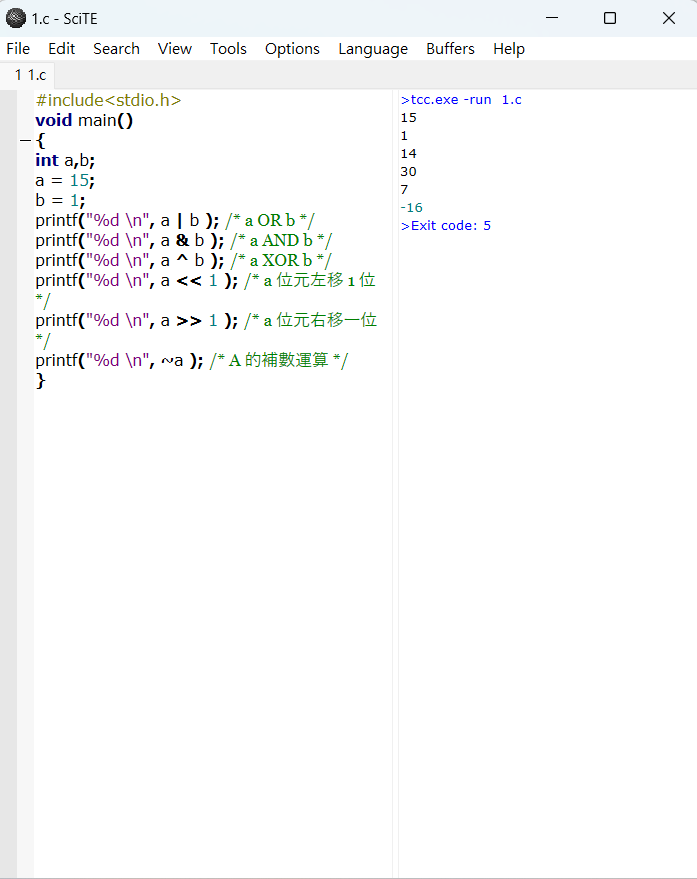 1.c - SciTE
File Edit Search View Tools Options Language Buffers Help
1 1.c
#include<stdio.h>
void main()
{
int a,b;
a = 15;
b = 1;
printf("%d \n", a | b ); /* a OR b */
printf("%d \n", a & b ); /* a AND b */
printf("%d \n", a ^ b ); /* a XOR b */
printf("%d \n", a << 1 ); /* a 位元左移 1 位
*/
printf("%d \n", a >> 1 ); /* a 位元右移一位
*/
printf("%d \n", ~a ); /* A 的補數運算 */
}
>tcc.exe -run  1.c
15
1
14
30
7
-16
>Exit code: 5